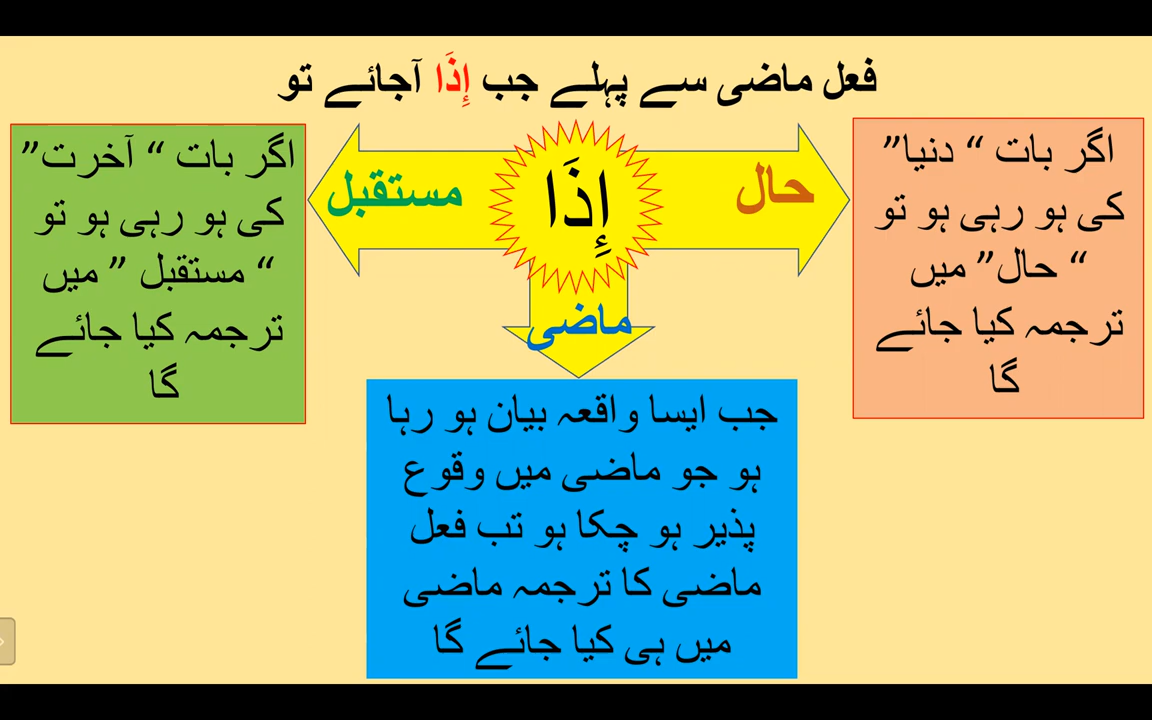 فعل ماضی سے پہلے جب إِذَا آجائے تو
حال
إِذَا
مستقبل
ماضی
اگر بات “ دنیا”
کی ہو رہی ہو تو
“ حال” میں
ترجمہ کیا جائے
گا
اگر بات “ آخرت”
کی ہو رہی ہو تو
“ مستقبل ” میں
ترجمہ کیا جائے
گا
جب ایسا واقعہ بیان ہو رہا
ہو جو ماضی میں وقوع
پذیر ہو چکا ہو تب فعل
ماضی کا ترجمہ ماضی
میں ہی کیا جائے گا